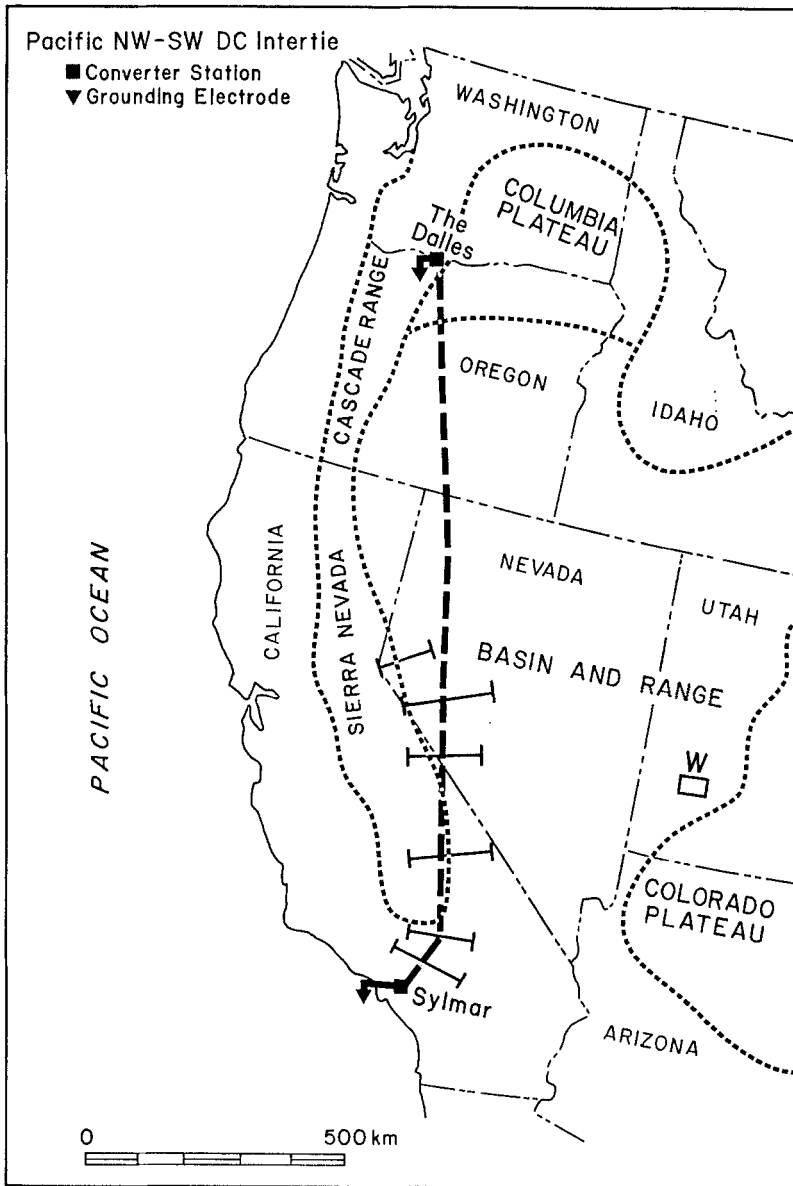 Pacific NW-SW DC Intertie
Converter Station
Grounding Electrode
WASHINGTON
COLUMBIA
PLATEAU
The
Dalles
CASCADE RANGE
OREGON
IDAHO
PACIFIC OCEAN
CALIFORNIA
SIERRA NEVADA
NEVADA
UTAH
BASIN AND RANGE
W
COLORADO
PLATEAU
Sylmar
ARIZONA
0
500 km